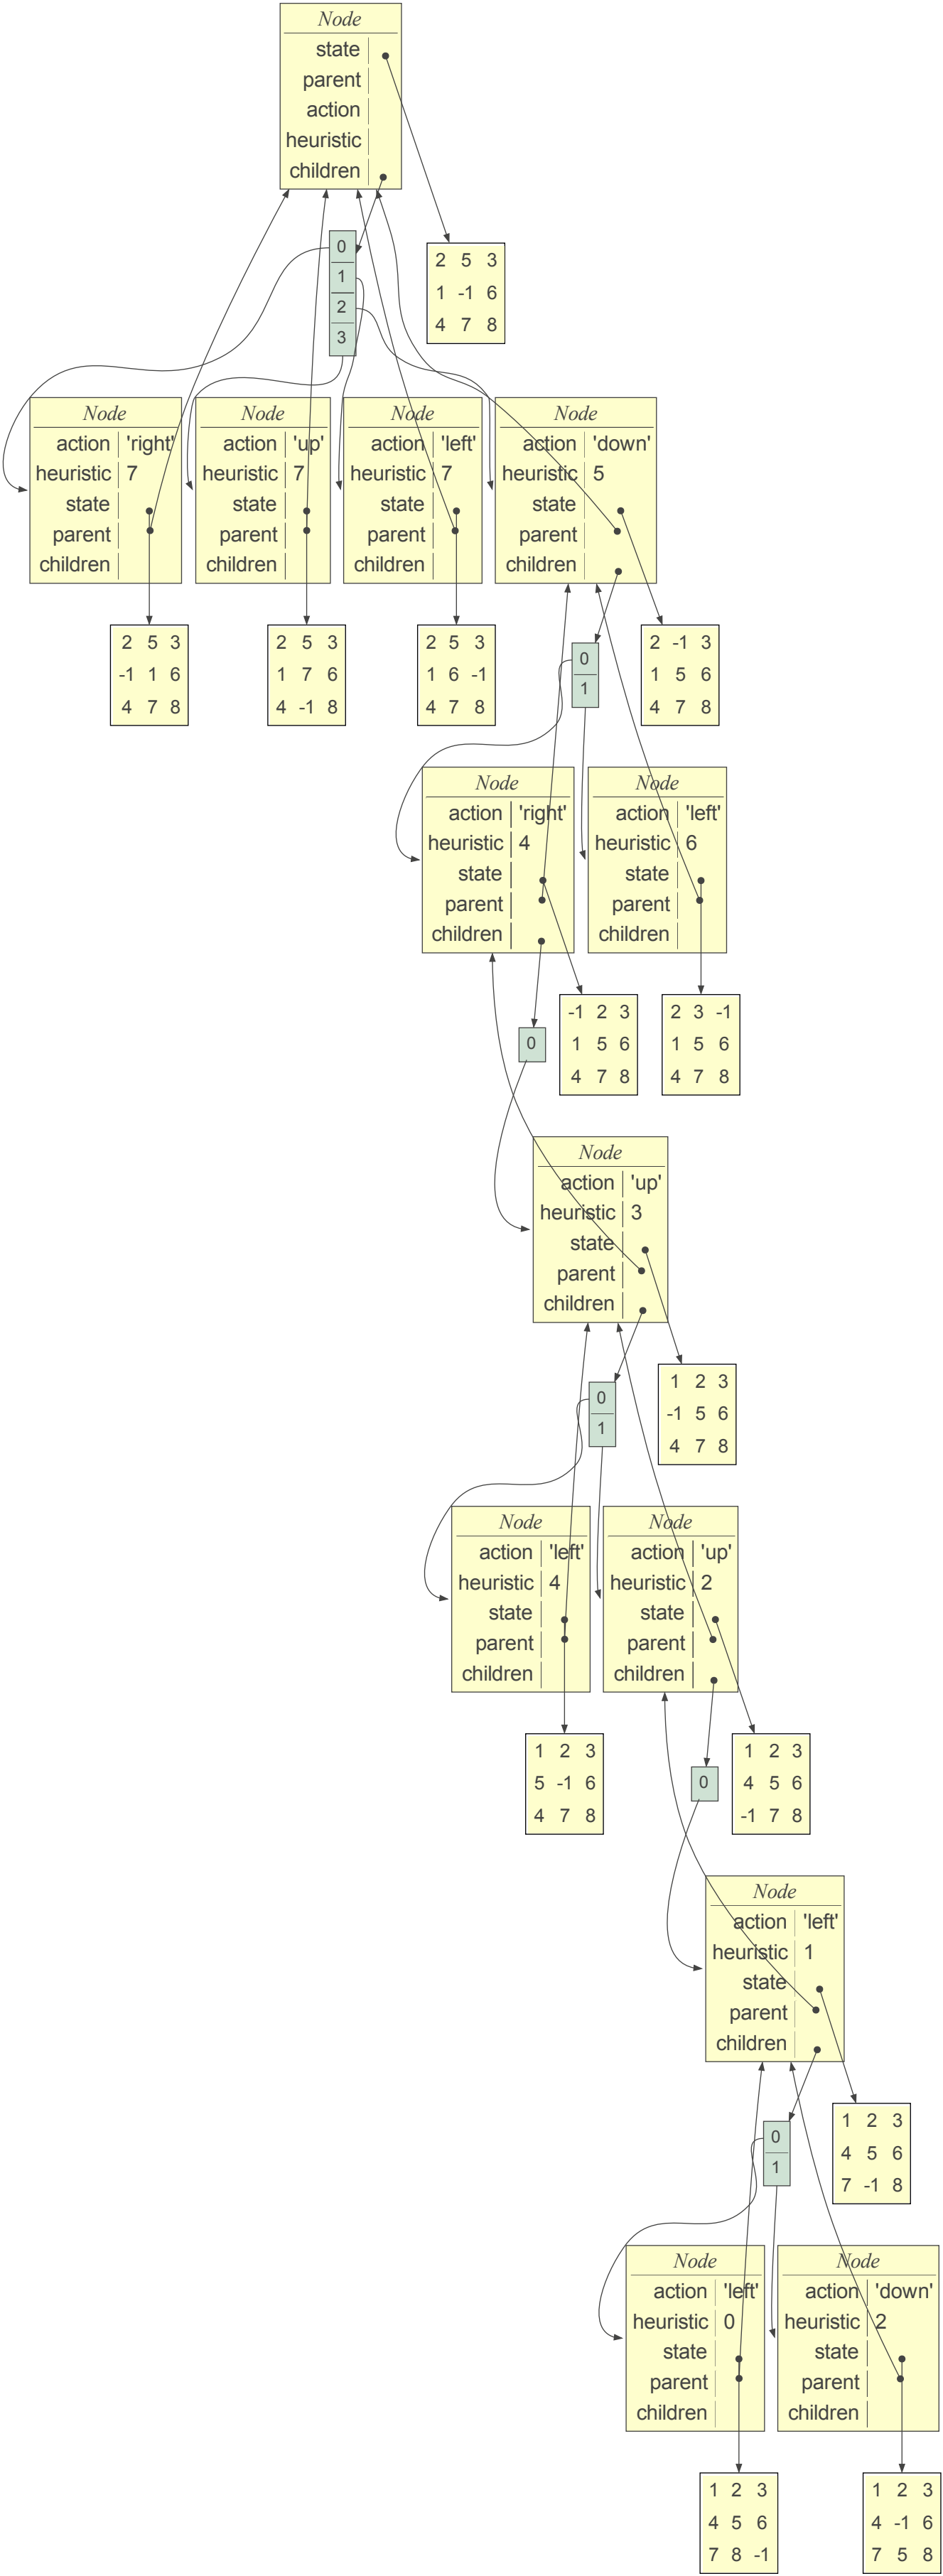 Node
state
parent
action
heuristic
children
0
1
2
3
2 5 3
1 -1 6
4 7 8
Node
action 'right'
heuristic 7
state
parent
children
Node
action 'up'
heuristic 7
state
parent
children
Node
action 'left'
heuristic 7
state
parent
children
Node
action 'down'
heuristic 5
state
parent
children
2 5 3
-1 1 6
4 7 8
2 5 3
1 7 6
4 -1 8
2 5 3
1 6 -1
4 7 8
0
1
2 -1 3
1 5 6
4 7 8
Node
action 'right'
heuristic 4
state
parent
children
Node
action 'left'
heuristic 6
state
parent
children
0
-1 2 3
1 5 6
4 7 8
2 3 -1
1 5 6
4 7 8
Node
action 'up'
heuristic 3
state
parent
children
0
1
1 2 3
-1 5 6
4 7 8
Node
action 'left'
heuristic 4
state
parent
children
Node
action 'up'
heuristic 2
state
parent
children
1 2 3
5 -1 6
4 7 8
0
1 2 3
4 5 6
-1 7 8
Node
action 'left'
heuristic 1
state
parent
children
0
1
1 2 3
4 5 6
7 -1 8
Node
action 'left'
heuristic 0
state
parent
children
Node
action 'down'
heuristic 2
state
parent
children
1 2 3
4 5 6
7 8 -1
1 2 3
4 -1 6
7 5 8